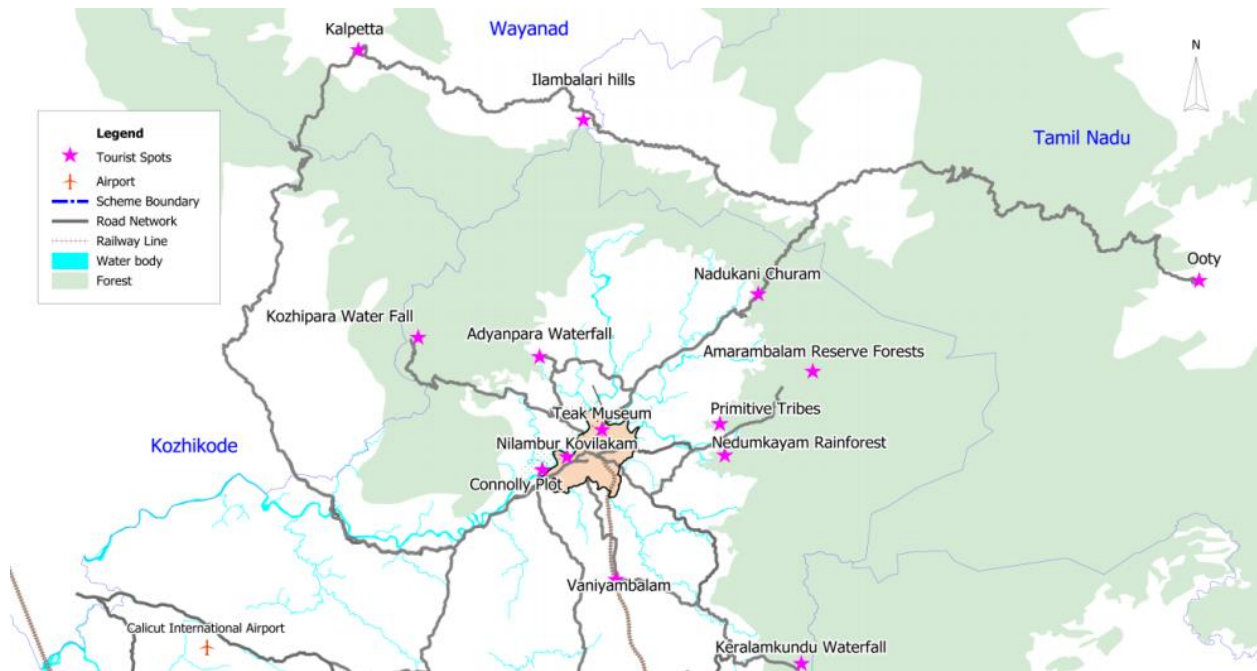 Kalpetta
Wayanad
N
Ilambalari hills
Legend
Tourist Spots
Airport
Scheme Boundary
Road Network
Railway Line
Water body
Forest
Tamil Nadu
Ooty
Nadukani Churam
Kozhipara Water Fall
Adyanpara Waterfall
Amarambalam Reserve Forests
Teak Museum
Primitive Tribes
Kozhikode
Nilambur Kovilakam
Nedumkayam Rainforest
Connolly Plot
Vaniyambalam
Calicut International Airport
Keralamkundu Waterfall